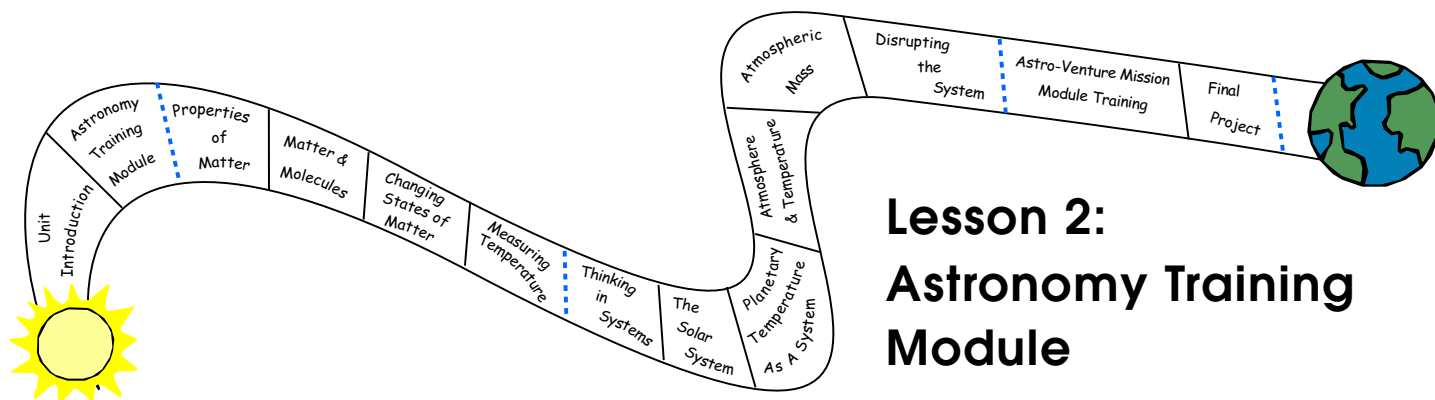 Unit
Introduction
Astronomy
Training
Module
Properties
of
Matter
Matter &
Molecules
Changing
States of
Matter
Measuring
Temperature
Thinking
in
Systems
The
Solar
System
Planetary
Temperature
As A System
Atmosphere
& Temperature
Atmospheric
Mass
Disrupting
the
System
Astro-Venture Mission
Module Training
Final
Project
Lesson 2:
Astronomy Training
Module